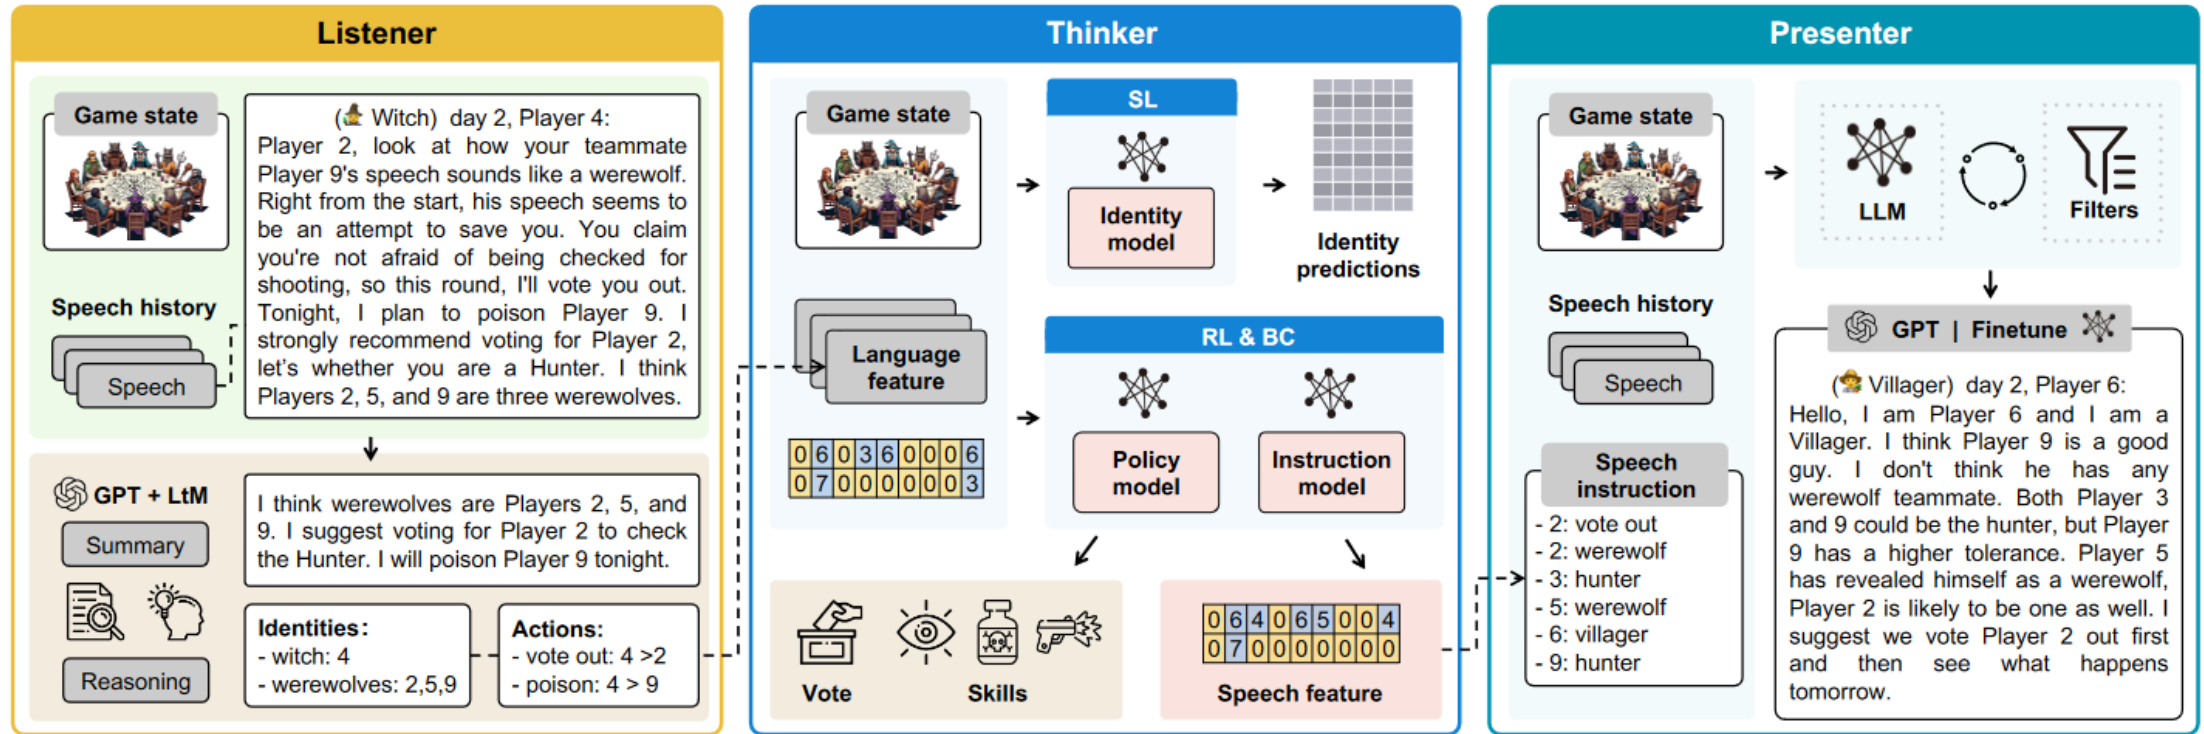 Listener
Game state
Speech history
Speech
(Witch) day 2, Player 4:
Player 2, look at how your teammate
Player 9's speech sounds like a werewolf.
Right from the start, his speech seems to
be an attempt to save you. You claim
you're not afraid of being checked for
shooting, so this round, I'll vote you out.
Tonight, I plan to poison Player 9. I
strongly recommend voting for Player 2,
let's whether you are a Hunter. I think
Players 2, 5, and 9 are three werewolves.
GPT + LtM
Summary
Reasoning
I think werewolves are Players 2, 5, and
9. I suggest voting for Player 2 to check
the Hunter. I will poison Player 9 tonight.
Identities:
- witch: 4
- werewolves: 2,5,9
Actions:
- vote out: 4 >2
- poison: 4 > 9
Thinker
Game state
Language
feature
0 6 0 3 6 0 0 0 6
0 7 0 0 0 0 0 0 3
SL
Identity
model
Identity
predictions
RL & BC
Policy
model
Instruction
model
Vote
Skills
0 6 4 0 6 5 0 0 4
0 7 0 0 0 0 0 0 0
Speech feature
Presenter
Game state
Speech history
Speech
Speech
instruction
- 2: vote out
- 2: werewolf
- 3: hunter
- 5: werewolf
- 6: villager
- 9: hunter
LLM
Filters
GPT | Finetune
(Villager) day 2, Player 6:
Hello, I am Player 6 and I am a
Villager. I think Player 9 is a good
guy. I don't think he has any
werewolf teammate. Both Player 3
and 9 could be the hunter, but Player
9 has a higher tolerance. Player 5
has revealed himself as a werewolf,
Player 2 is likely to be one as well. I
suggest we vote Player 2 out first
and then see what happens
tomorrow.